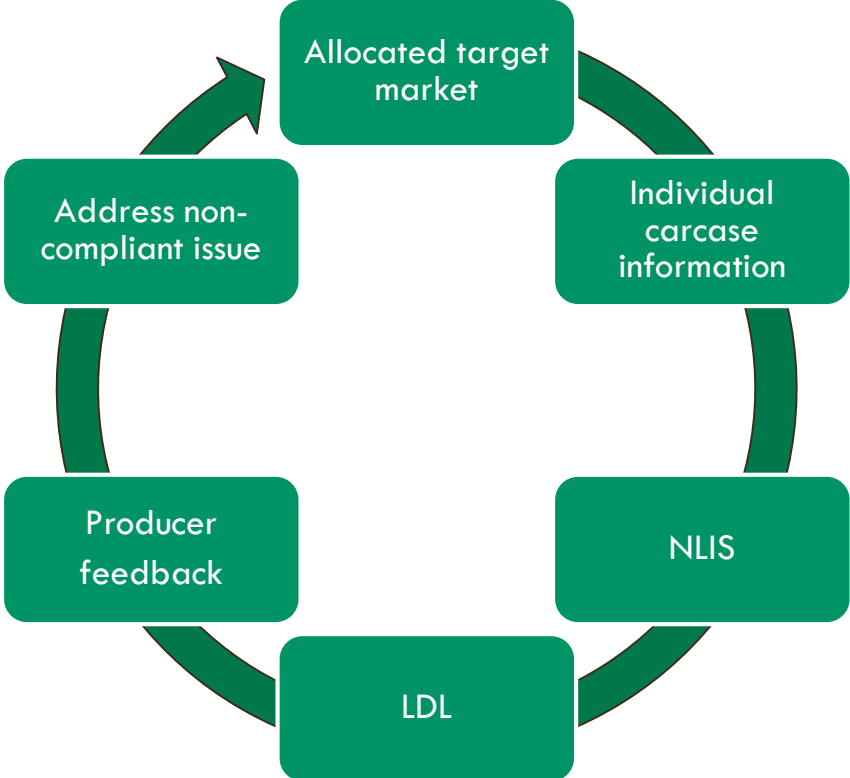 Allocated target
market
Individual
carcase
information
NLIS
LDL
Producer
feedback
Address non-
compliant issue